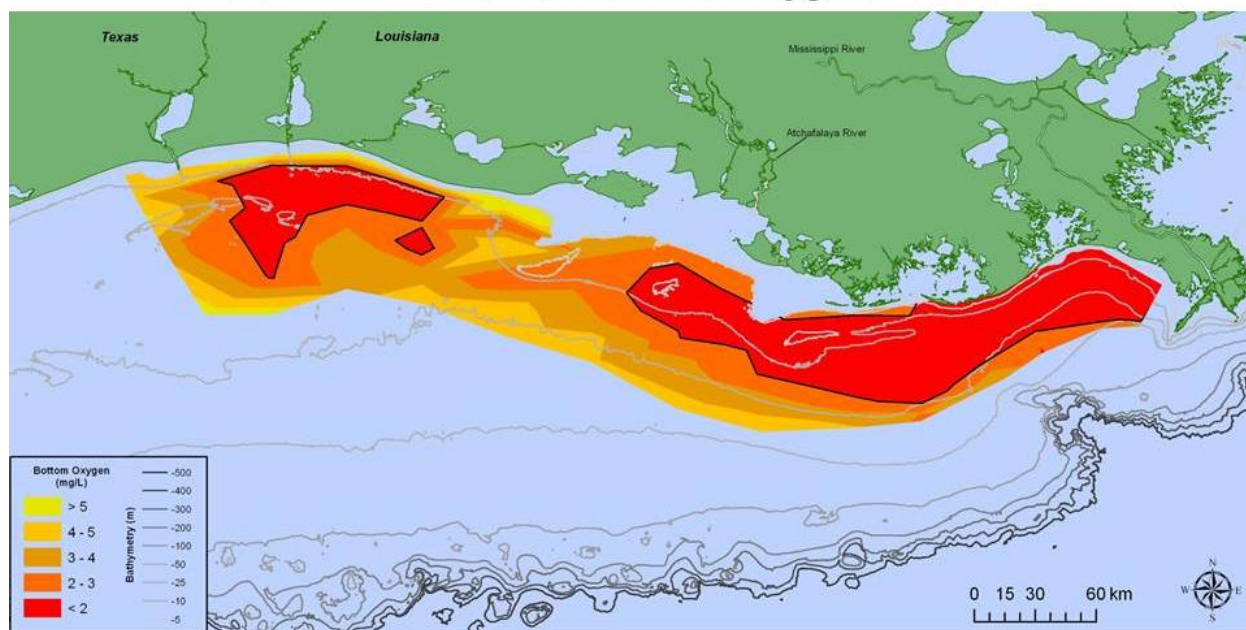 Texas
Louisiana
Mississippi River
Atchafalaya River
Bottom Oxygen
(mg/L)
> 5
4 - 5
3 - 4
2 - 3
< 2
Bathymetry (m)
-500
-400
-300
-200
-100
-50
-25
-10
-5
0 15 30 60 km
N
W E
S